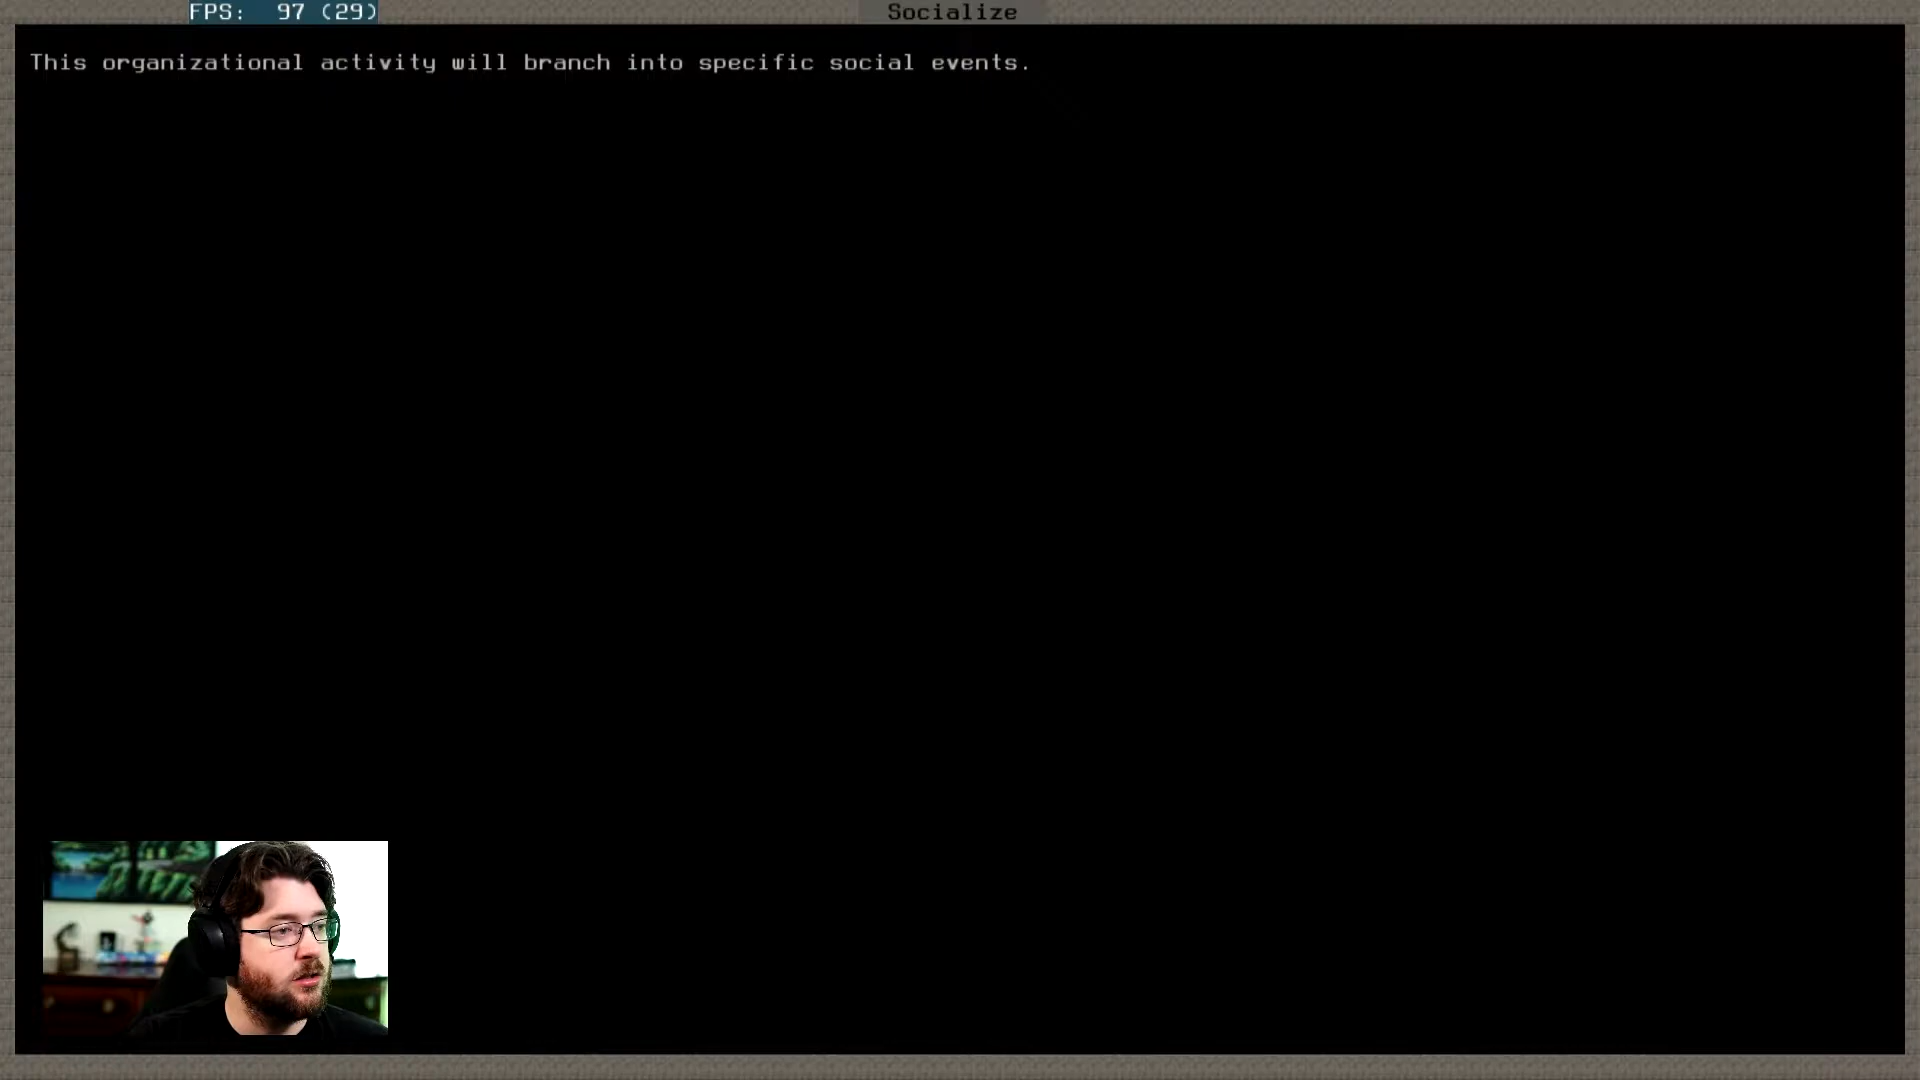 FPS: 97 (29)
Socialize
This organizational activity will branch into specific social events.